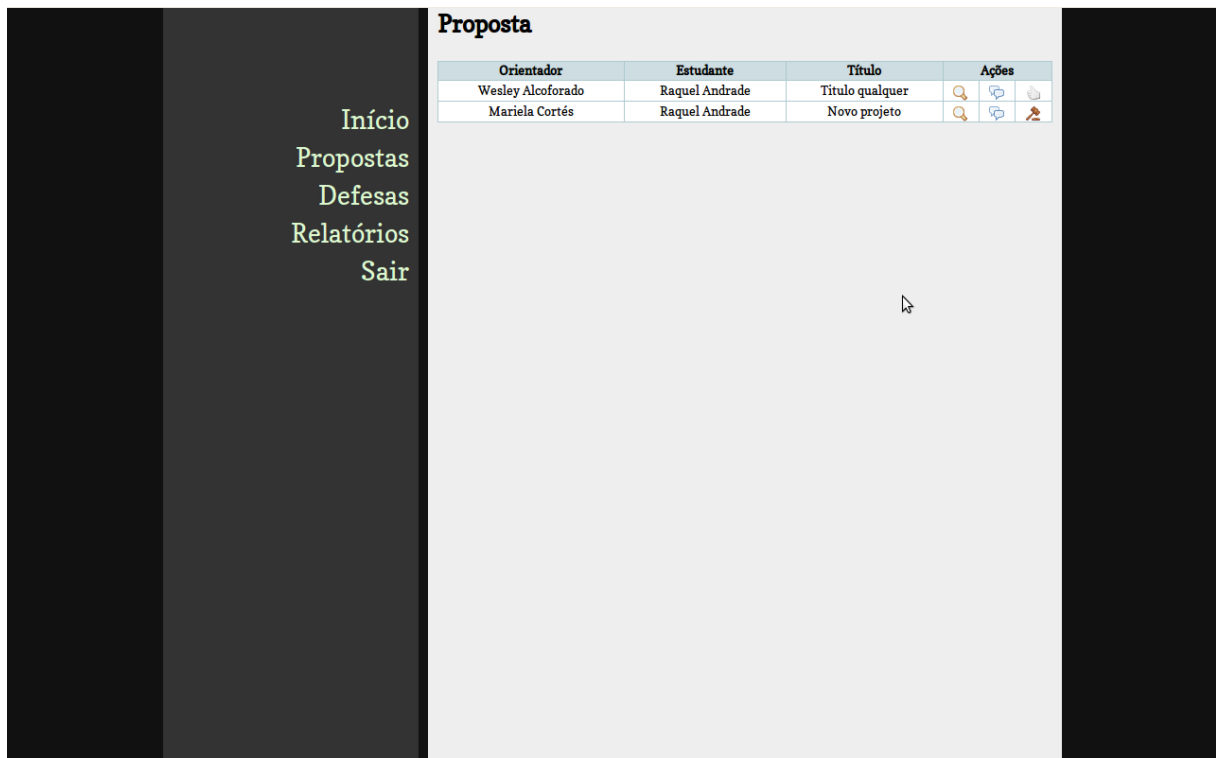 Proposta
Início
Propostas
Defesas
Relatórios
Sair
Orientador Estudante Título Ações
Wesley Alcoforado Raquel Andrade Titulo qualquer
Mariela Cortés Raquel Andrade Novo projeto